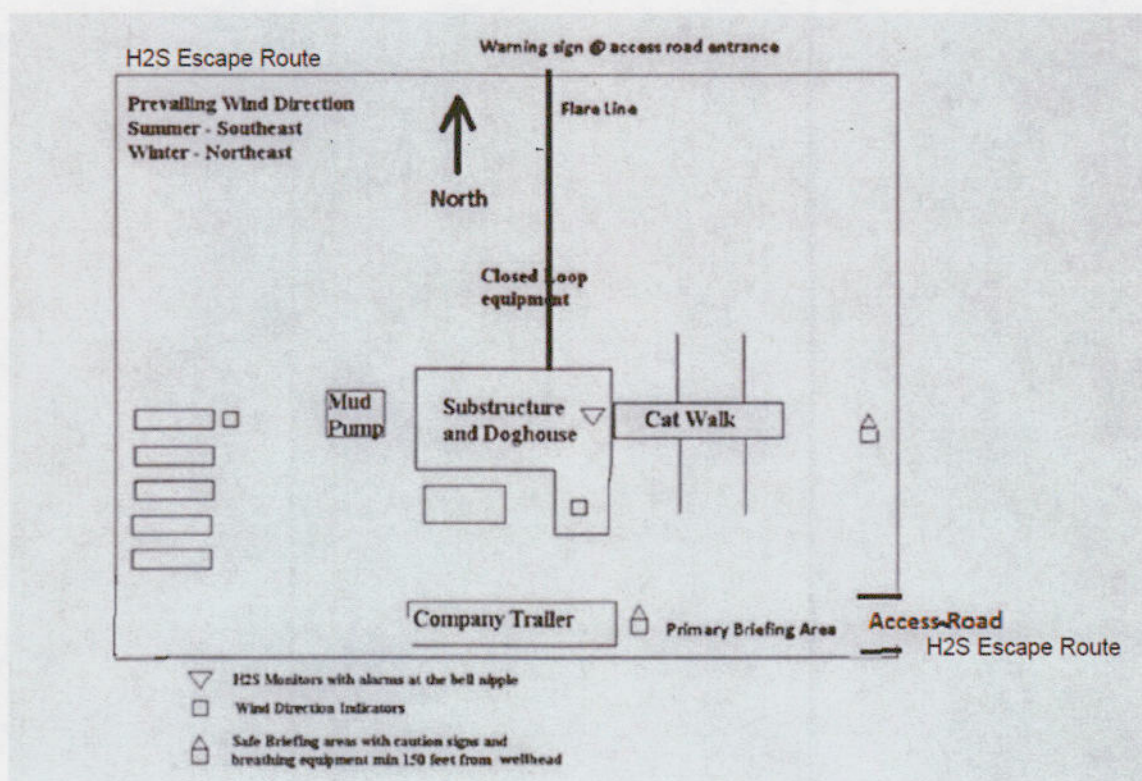 H2S Escape Route
Warning sign @ access road entrance
Prevailing Wind Direction
Summer - Southeast
Winter - Northeast
Flare Line
North
Closed Loop
equipment
Mud
Pump
Substructure
and Doghouse
Cat Walk
Company Trailer
Primary Briefing Area
Access Road
H2S Escape Route
H2S Monitors with alarms at the bell nipple
Wind Direction Indicators
Safe Briefing areas with caution signs and
breathing equipment min 150 feet from wellhead